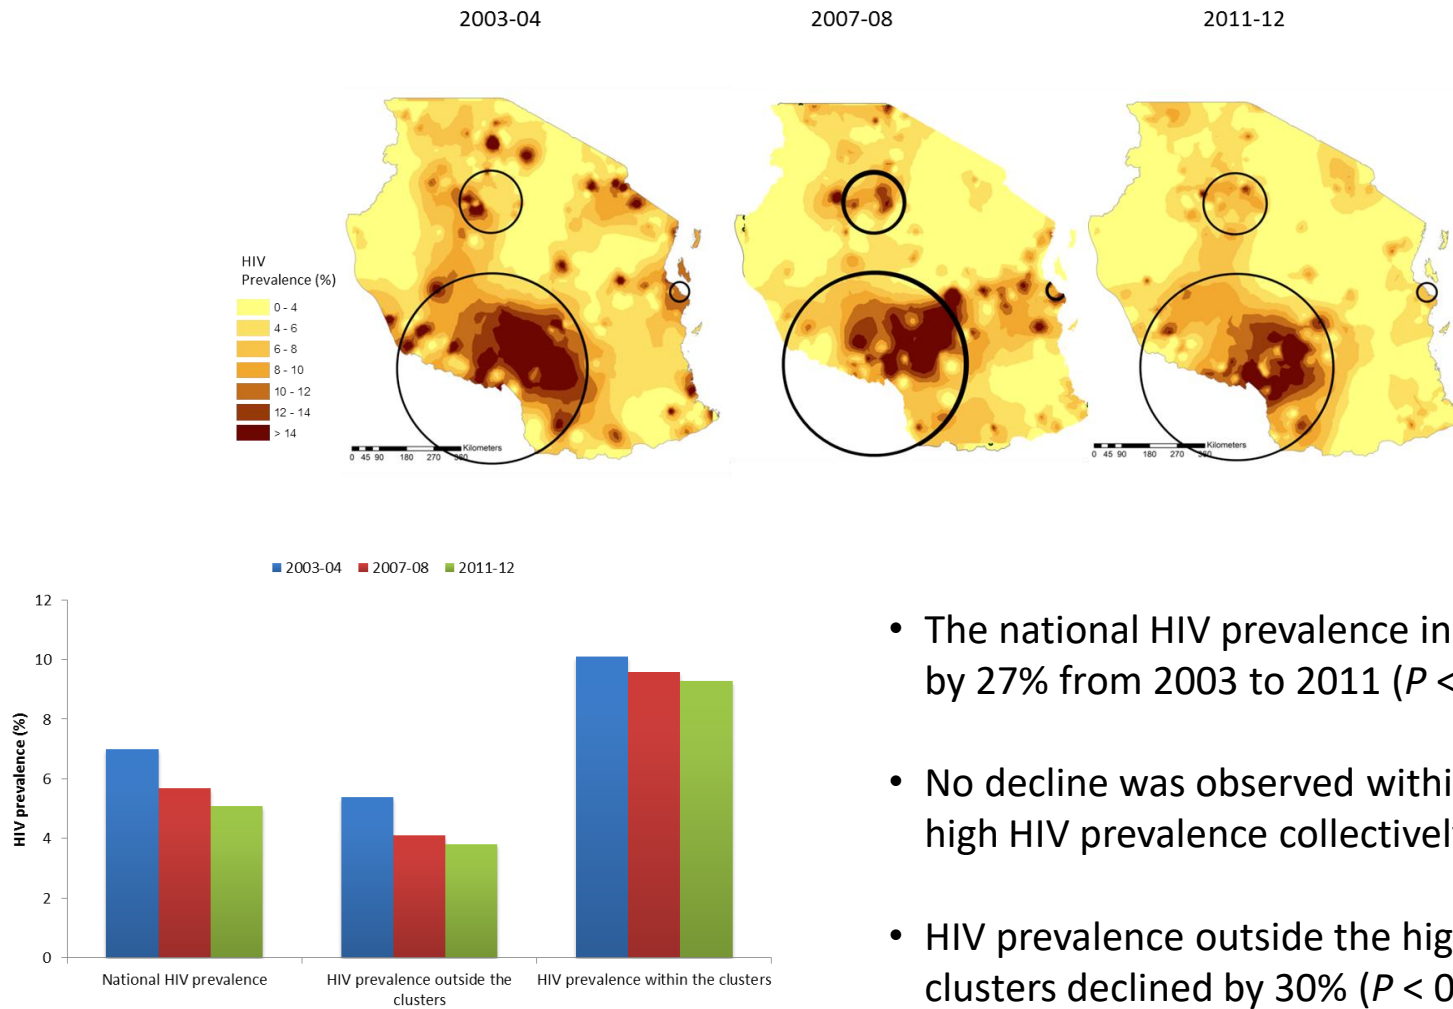 2003-04 2007-08 2011-12
HIV
Prevalence (%)
0 - 4
4 - 6
6 - 8
8 - 10
10 - 12
12 - 14
> 14
Kilometers
0 45 90 180 270 360
Kilometers
0 45 90 180 270 360
2003-04 2007-08 2011-12
HIV prevalence (%)
12
10
8
6
4
2
0
National HIV prevalence
HIV prevalence outside the
clusters
HIV prevalence within the clusters
• The national HIV prevalence in
by 27% from 2003 to 2011 (P <
• No decline was observed withi
high HIV prevalence collectivel
• HIV prevalence outside the hig
clusters declined by 30% (P < 0